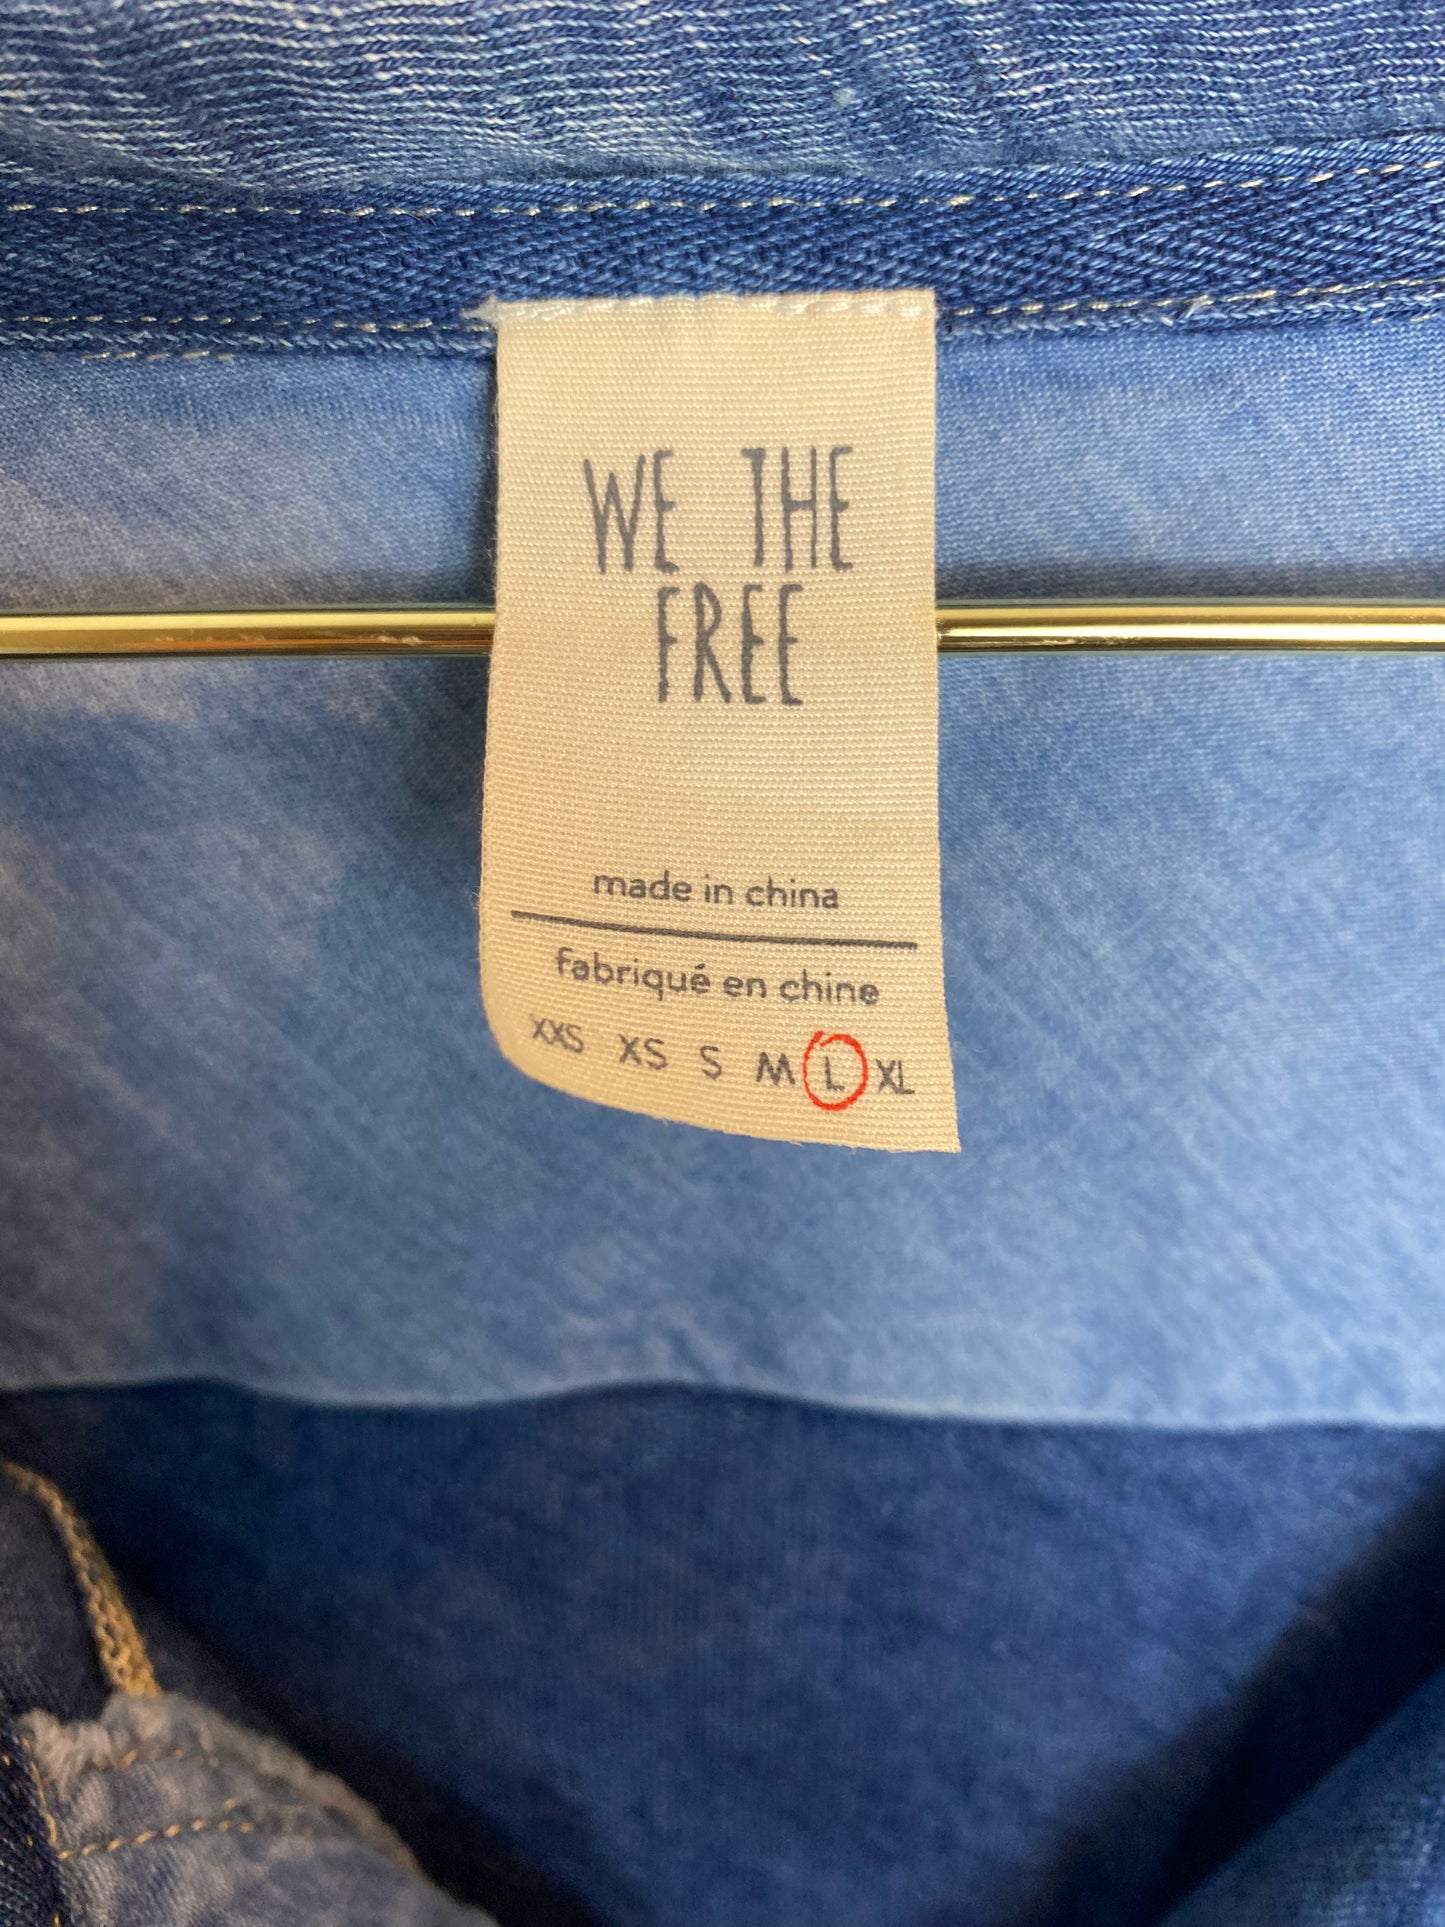 WE THE
FREE
made in china
fabriqué en chine
XXS XS S M L XL